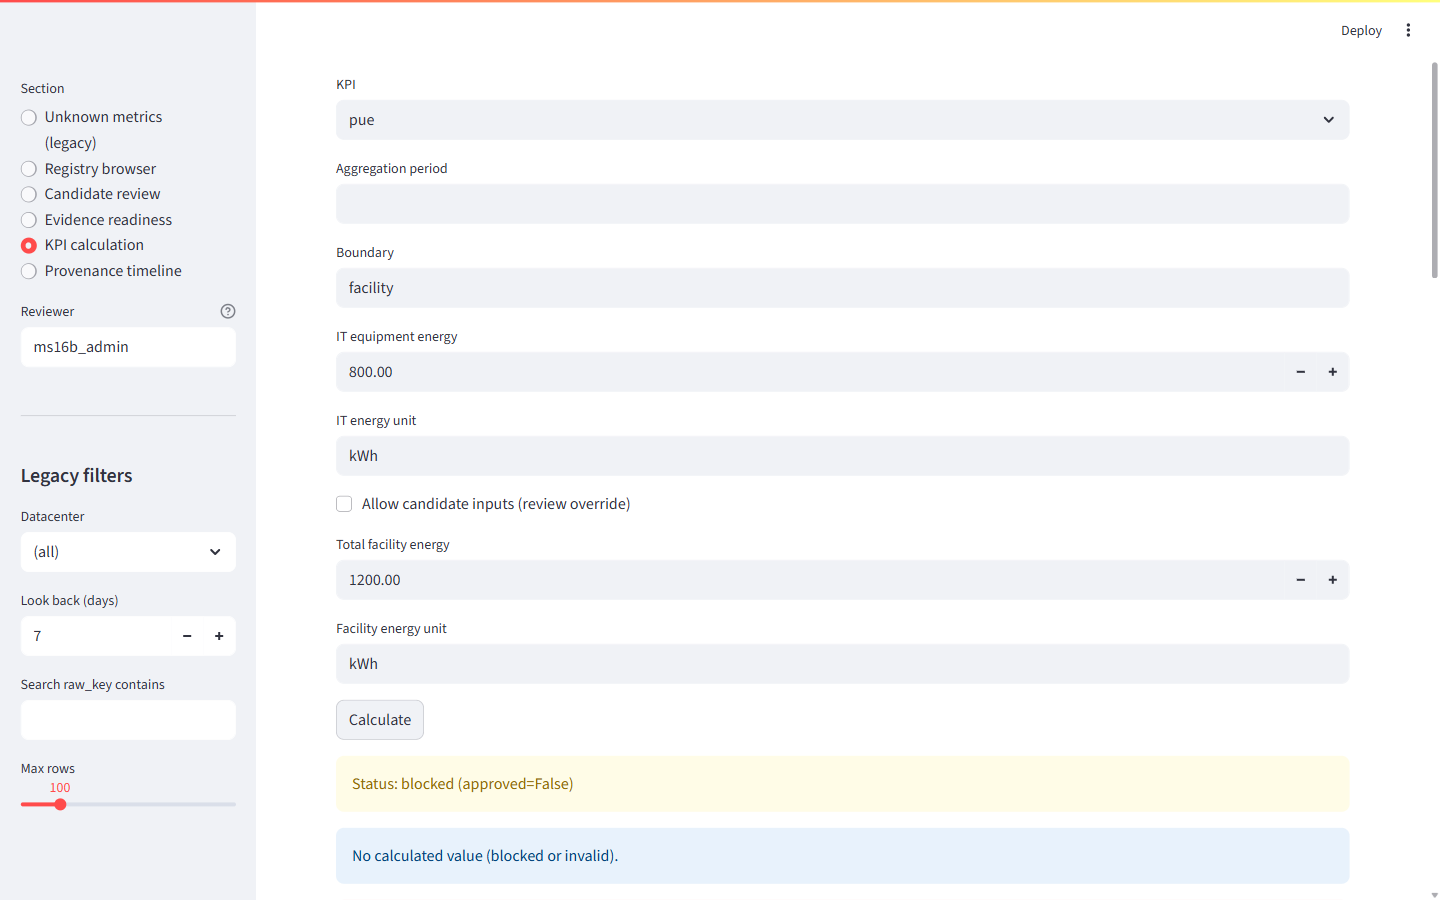 Deploy
Section
Unknown metrics
(legacy)
Registry browser
Candidate review
Evidence readiness
KPI calculation
Provenance timeline
Reviewer
ms16b_admin
Legacy filters
Datacenter
(all)
Look back (days)
7
Search raw_key contains
Max rows
100
KPI
pue
Aggregation period
Boundary
facility
IT equipment energy
800.00
IT energy unit
kWh
Allow candidate inputs (review override)
Total facility energy
1200.00
Facility energy unit
kWh
Calculate
Status: blocked (approved=False)
No calculated value (blocked or invalid).